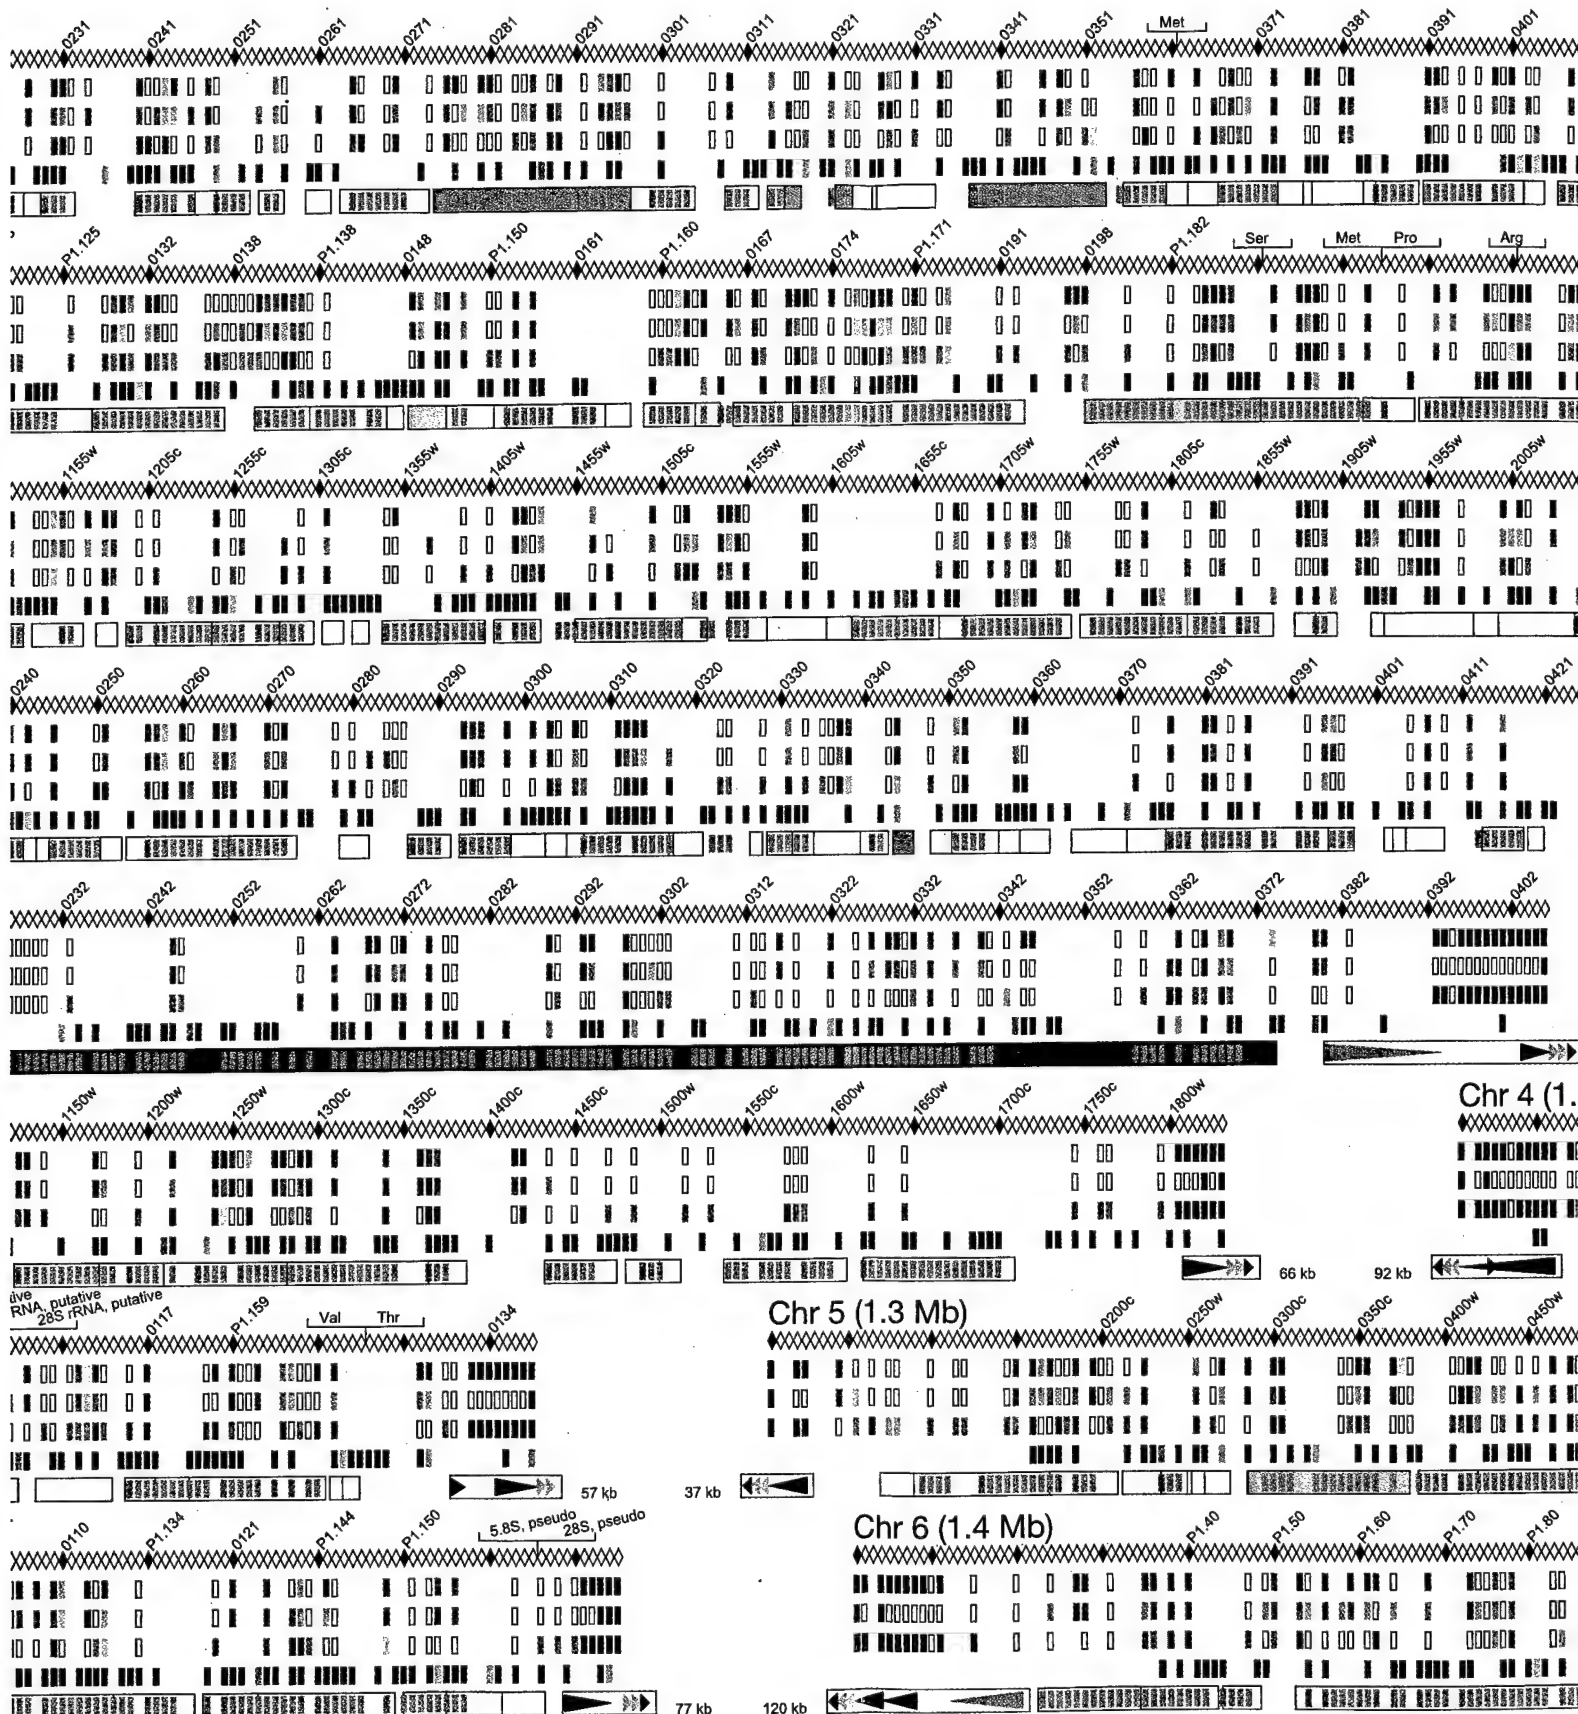 0231 0241 0251 0261 0271 0281 0291 0301 0311 0321 0331 0341 0351 Met 0371 0381 0391 0401
P1.125 0132 0138 P1.138 0148 P1.150 0161 P1.160 0167 0174 P1.171 0191 0198 P1.182 Ser Met Pro Arg
1155w 1205c 1255c 1305c 1355w 1405w 1455w 1505c 1555w 1605w 1655c 1705w 1755w 1805c 1855w 1905w 1955w 2005w
0240 0250 0260 0270 0280 0290 0300 0310 0320 0330 0340 0350 0360 0370 0381 0391 0401 0411 0421
0232 0242 0252 0262 0272 0282 0292 0302 0312 0322 0332 0342 0352 0362 0372 0382 0392 0402
1150w 1200w 1250w 1300c 1350c 1400c 1450c 1500w 1550c 1600w 1650w 1700c 1750c 1800w Chr 4 (1.
66 kb 92 kb
RNA, putative
28S rRNA, putative
0117 P1.159 Val Thr 0134 Chr 5 (1.3 Mb) 0200c 0250w 0300c 0350c 0400w 0450w
57 kb 37 kb
0110 P1.134 0121 P1.144 P1.150 5.8S, pseudo 28S, pseudo Chr 6 (1.4 Mb) P1.40 P1.50 P1.60 P1.70 P1.80
77 kb 120 kb